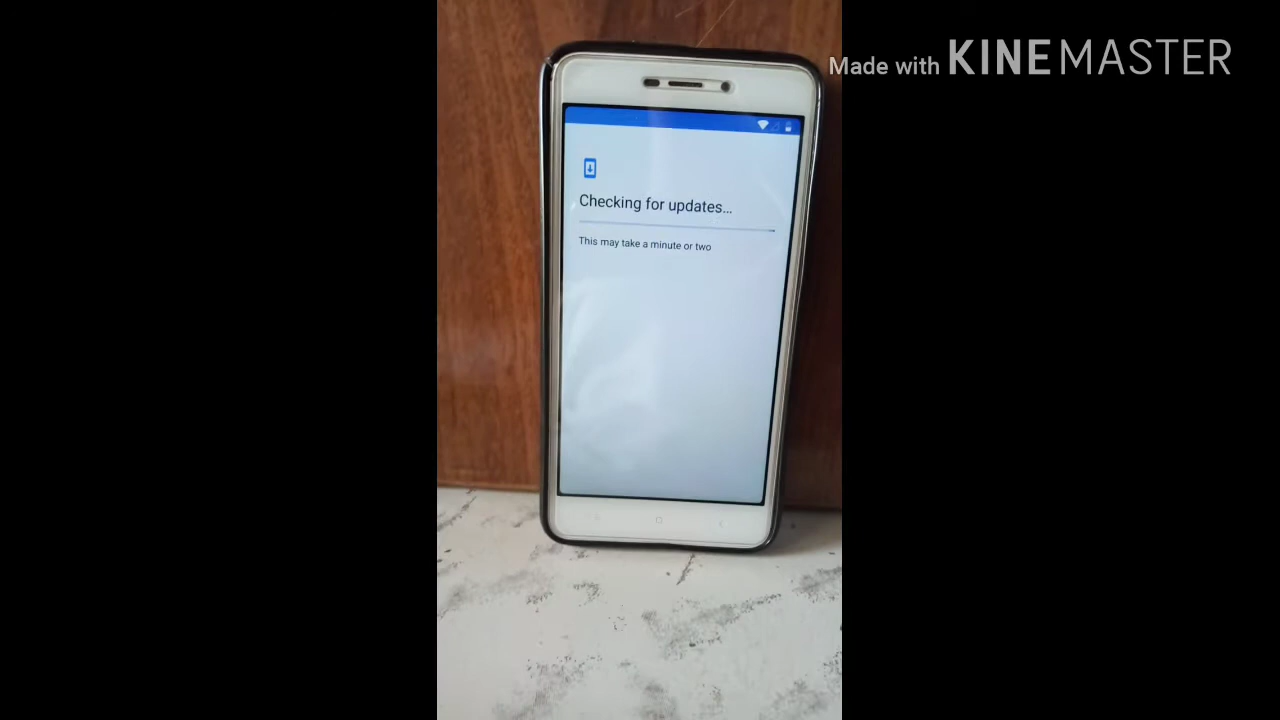 Made with KINEMASTER
Checking for updates...
This may take a minute or two